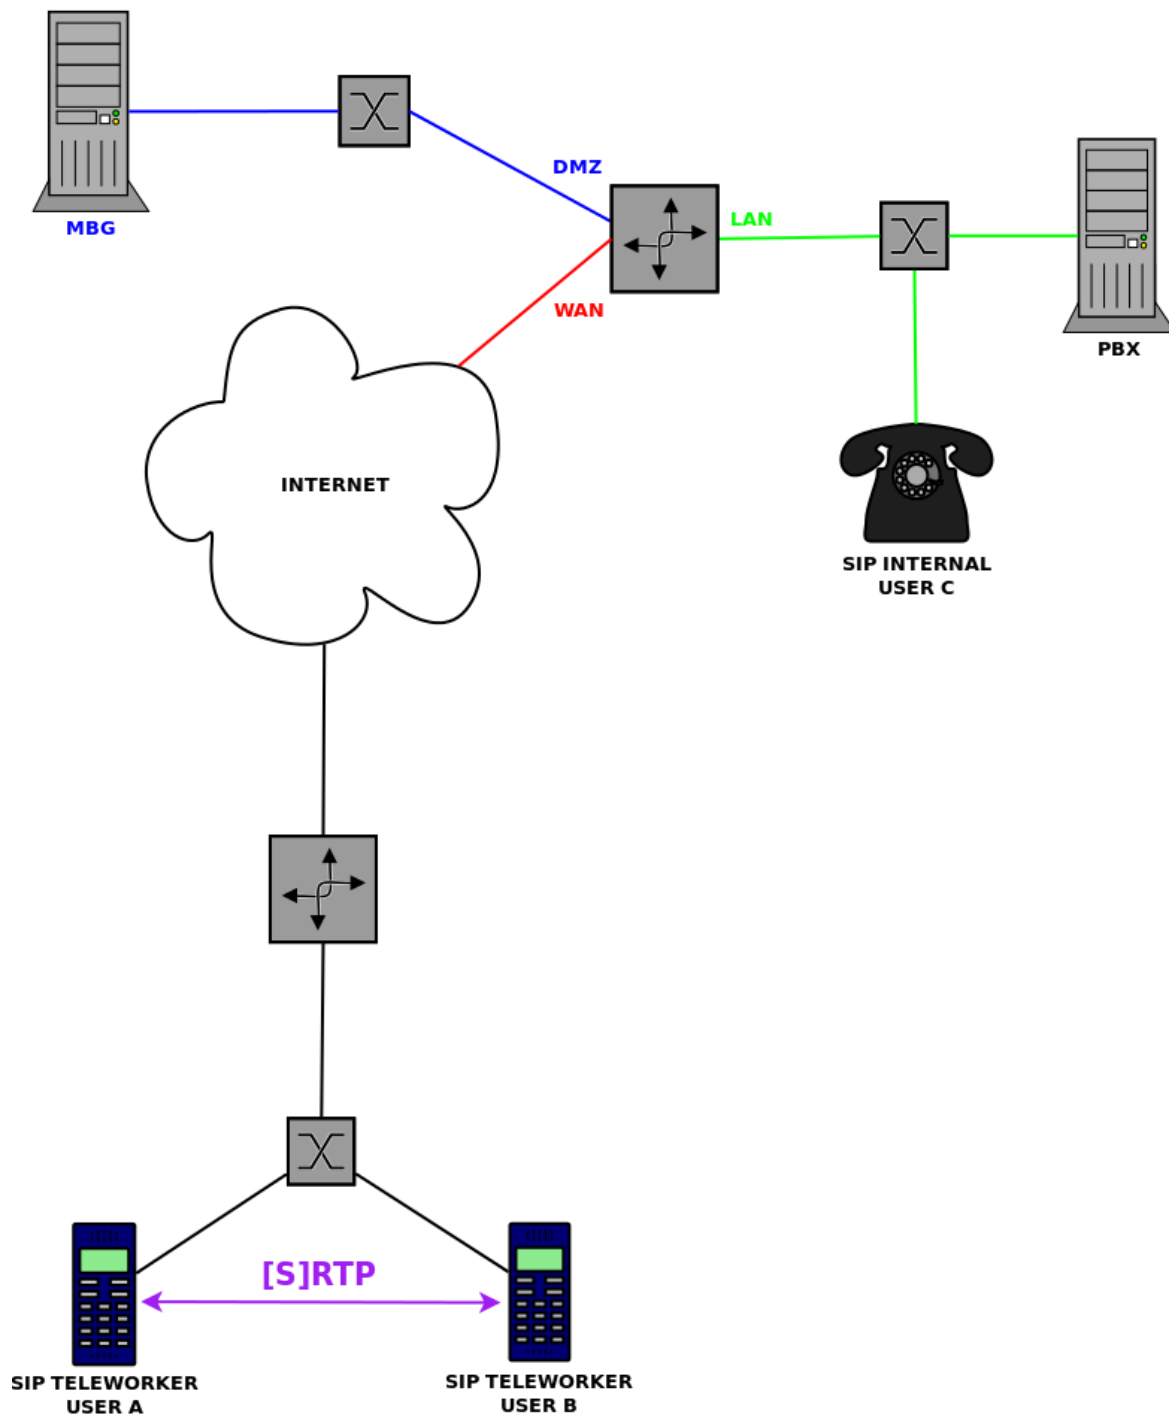 DMZ
MBG
LAN
WAN
PBX
INTERNET
SIP INTERNAL
USER C
[S]RTP
SIP TELEWORKER
USER A
SIP TELEWORKER
USER B